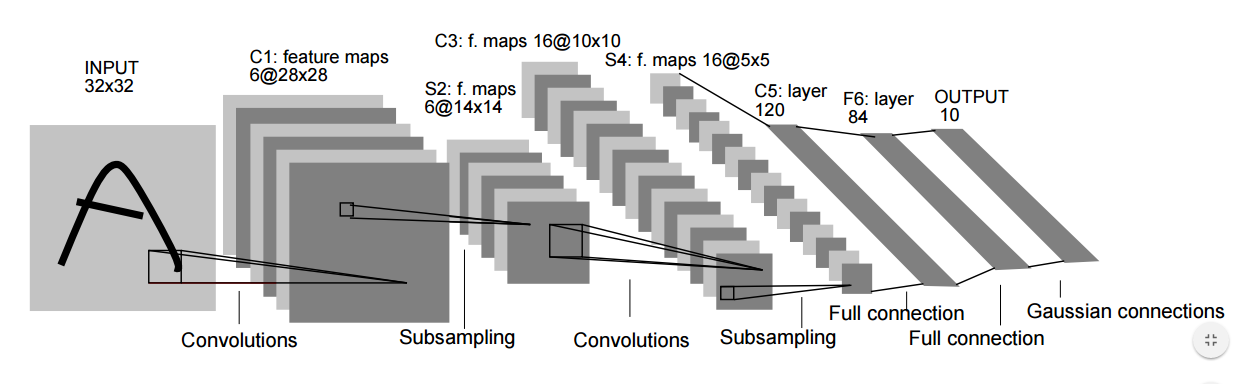 INPUT
32x32
C1: feature maps
6@28x28
S2: f. maps
6@14x14
C3: f. maps 16@10x10
S4: f. maps 16@5x5
C5: layer
120
F6: layer
84
OUTPUT
10
Convolutions
Subsampling
Convolutions
Subsampling
Full connection
Full connection
Gaussian connections